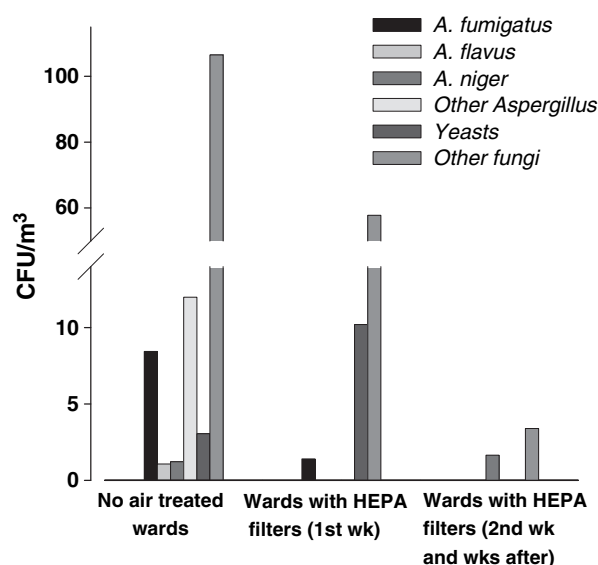 A. fumigatus
A. flavus
A. niger
Other Aspergillus
Yeasts
Other fungi
CFU/m³
100
80
60
10
5
0
No air treated
wards
Wards with HEPA
filters (1st wk)
Wards with HEPA
filters (2nd wk
and wks after)